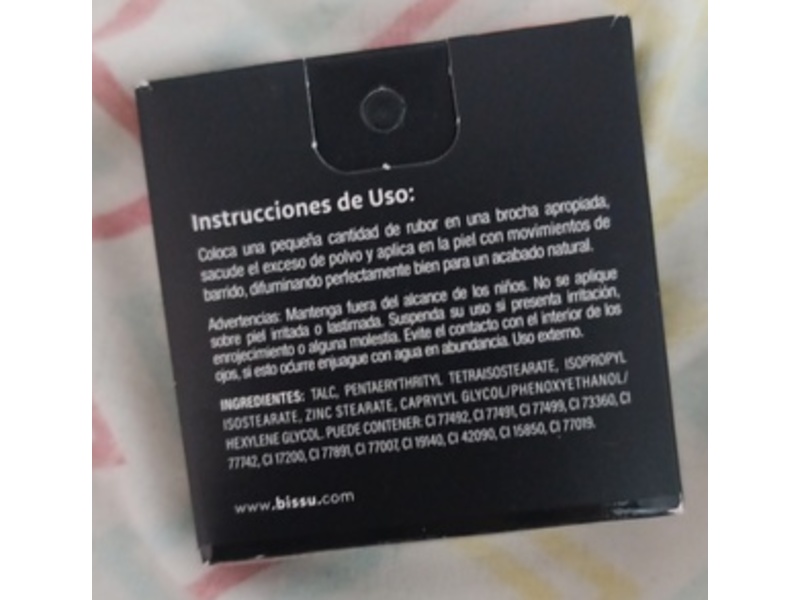 Instrucciones de Uso:
Coloca una pequeña cantidad de rubor en una brocha apropiada,
sacude el exceso de polvo y aplica en la piel con movimientos de
barrido, difuminando perfectamente bien para un acabado natural.
Advertencias: Mantenga fuera del alcance de los niños. No se aplique
sobre piel irritada o lastimada. Suspenda su uso si presenta irritación,
enrojecimiento o alguna molestia. Evite el contacto con el interior de los
ojos, si esto ocurre enjuague con agua en abundancia. Uso externo.
INGREDIENTES: TALC, PENTAERYTHRITYL TETRAISOSTEARATE, ISOPROPYL
ISOSTEARATE, ZINC STEARATE, CAPRYLYL GLYCOL/PHENOXYETHANOL/
HEXYLENE GLYCOL. PUEDE CONTENER: CI 77492, CI 77491, CI 77499, CI 73360, CI
77742, CI 17200, CI 77891, CI 77007, CI 19140, CI 42090, CI 15850, CI 77019.
www.bissu.com